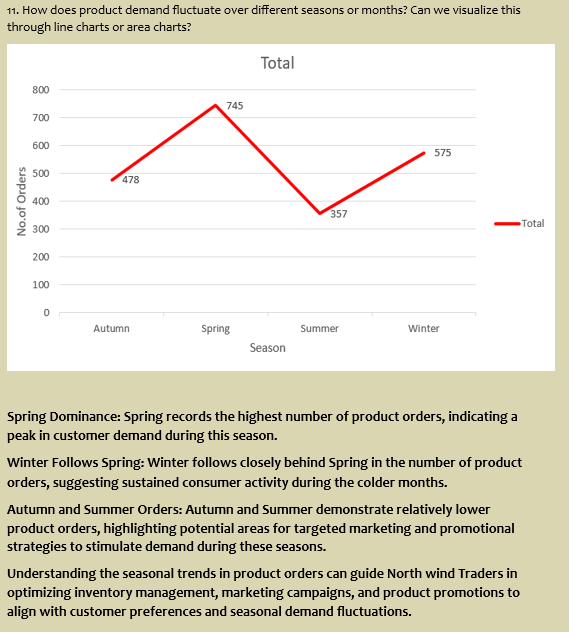 11. How does product demand fluctuate over different seasons or months? Can we visualize this
through line charts or area charts?
Total
800
700
600
500
400
300
200
100
0
No.of Orders
478
745
357
575
Total
Autumn Spring Summer Winter
Season
Spring Dominance: Spring records the highest number of product orders, indicating a
peak in customer demand during this season.
Winter Follows Spring: Winter follows closely behind Spring in the number of product
orders, suggesting sustained consumer activity during the colder months.
Autumn and Summer Orders: Autumn and Summer demonstrate relatively lower
product orders, highlighting potential areas for targeted marketing and promotional
strategies to stimulate demand during these seasons.
Understanding the seasonal trends in product orders can guide North wind Traders in
optimizing inventory management, marketing campaigns, and product promotions to
align with customer preferences and seasonal demand fluctuations.